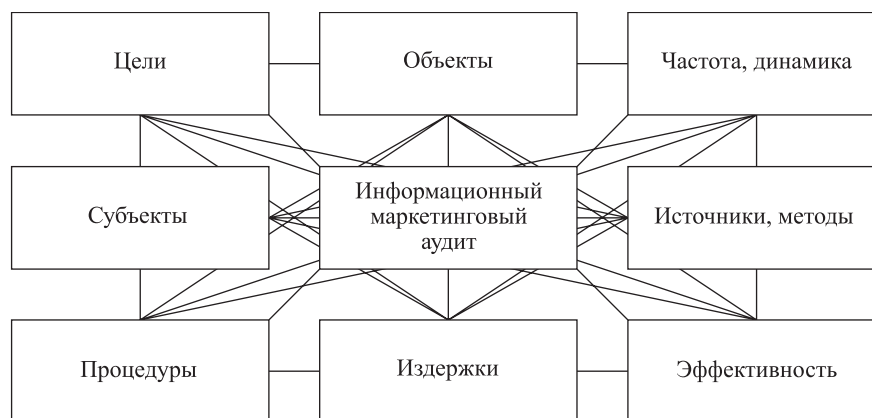 Цели
Объекты
Частота, динамика
Субъекты
Информационный
маркетинговый
аудит
Источники, методы
Процедуры
Издержки
Эффективность